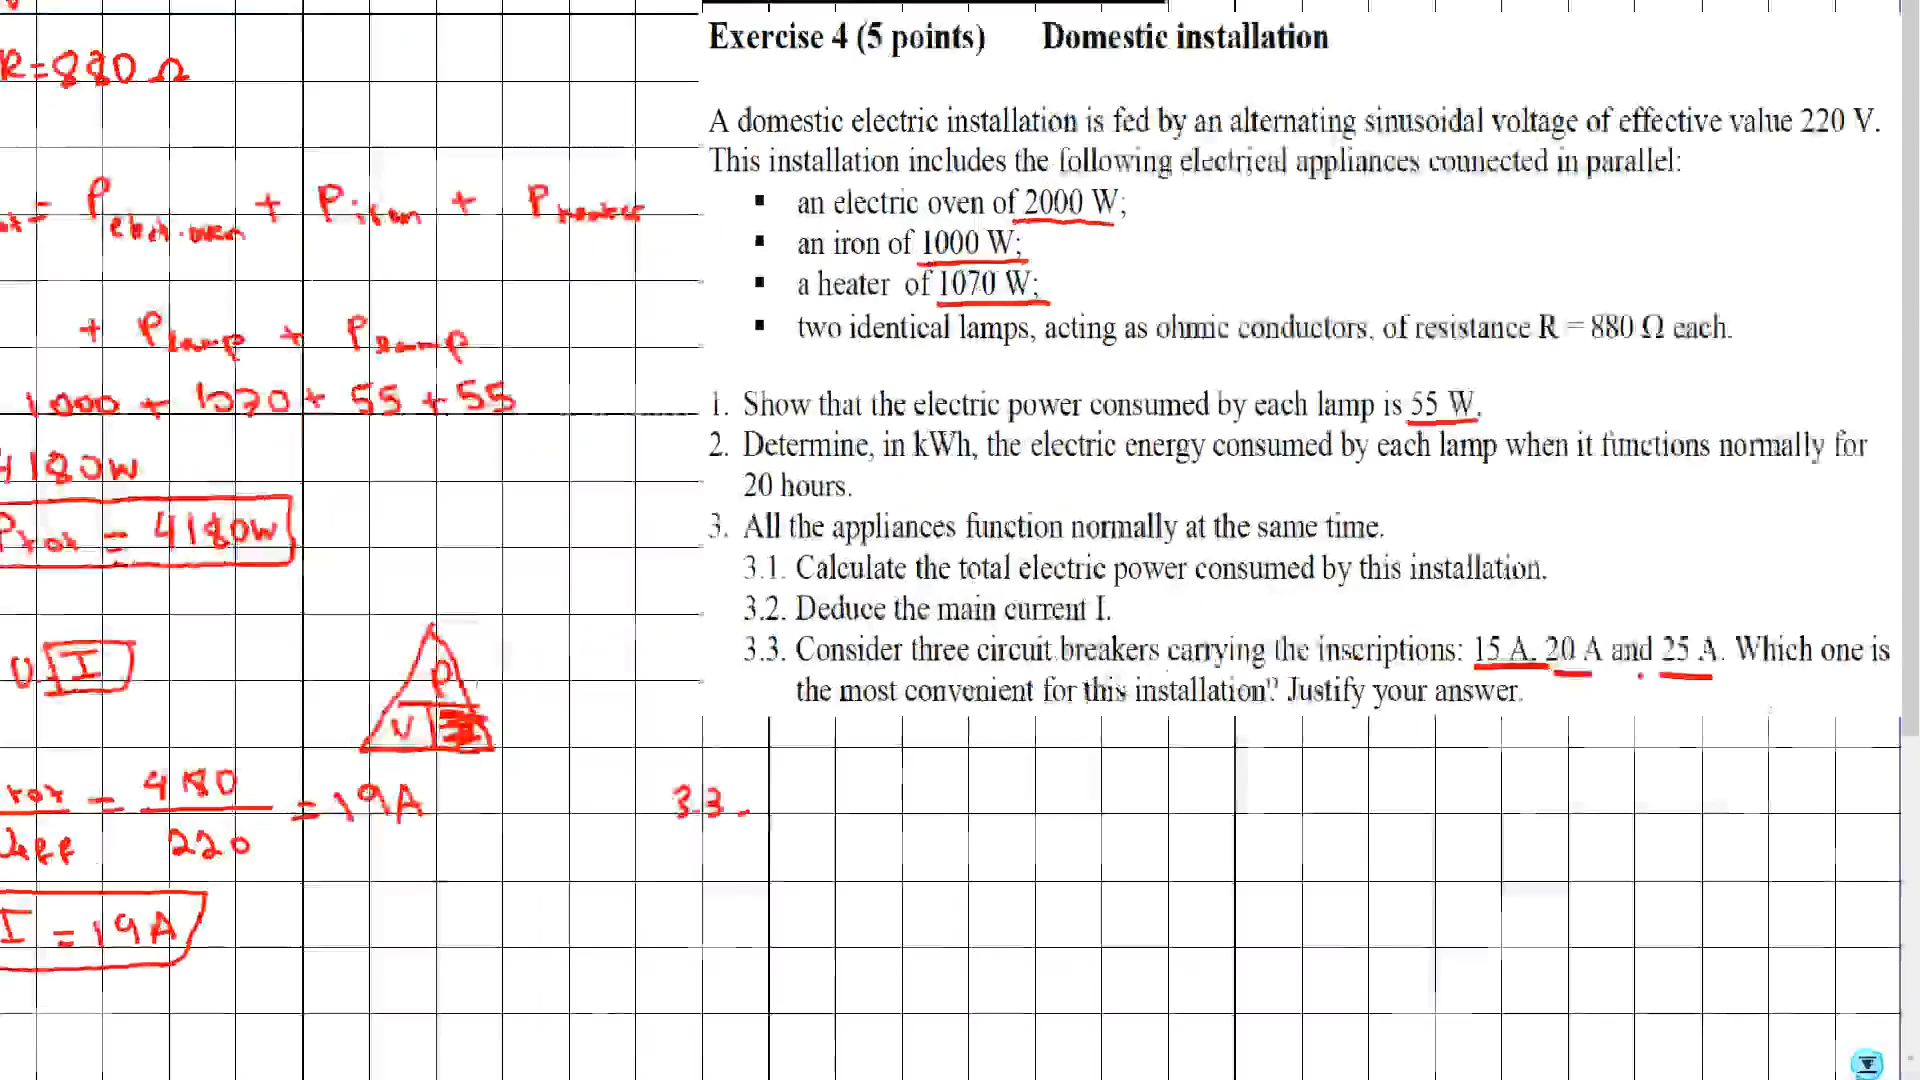 R=880 Ω
= P elect.oven + P iron + P heater
+ P lamp + P lamp
1000 + 1070 + 55 + 55
4180w
Ptot = 4180w
U I
P
U
tot = 4180 = 19A
Ueff 220
I = 19A
Exercise 4 (5 points) Domestic installation
A domestic electric installation is fed by an alternating sinusoidal voltage of effective value 220 V.
This installation includes the following electrical appliances connected in parallel:
▪ an electric oven of 2000 W;
▪ an iron of 1000 W;
▪ a heater of 1070 W;
▪ two identical lamps, acting as ohmic conductors, of resistance R = 880 Ω each.
1. Show that the electric power consumed by each lamp is 55 W.
2. Determine, in kWh, the electric energy consumed by each lamp when it functions normally for
20 hours.
3. All the appliances function normally at the same time.
3.1. Calculate the total electric power consumed by this installation.
3.2. Deduce the main current I.
3.3. Consider three circuit breakers carrying the inscriptions: 15 A. 20 A and 25 A. Which one is
the most convenient for this installation? Justify your answer.
3.3-